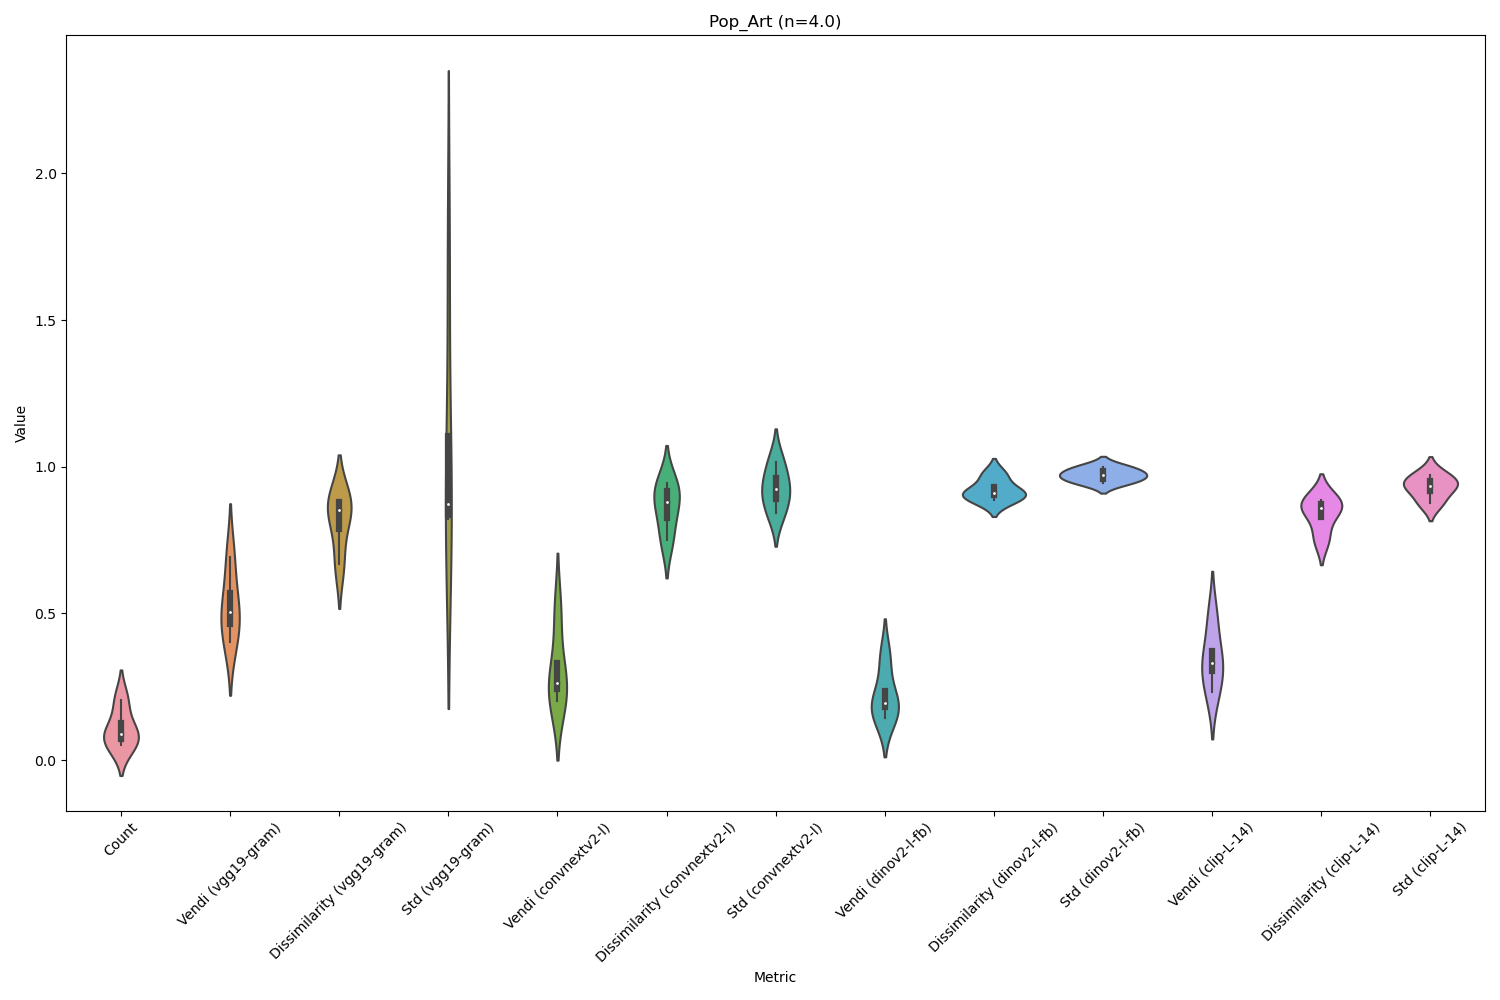 Pop_Art (n=4.0)
Value
2.0
1.5
1.0
0.5
0.0
Count
Vendi (vgg19-gram)
Dissimilarity (vgg19-gram)
Std (vgg19-gram)
Vendi (convnextv2-l)
Dissimilarity (convnextv2-l)
Std (convnextv2-l)
Vendi (dinov2-l-fb)
Dissimilarity (dinov2-l-fb)
Std (dinov2-l-fb)
Vendi (clip-L-14)
Dissimilarity (clip-L-14)
Std (clip-L-14)
Metric